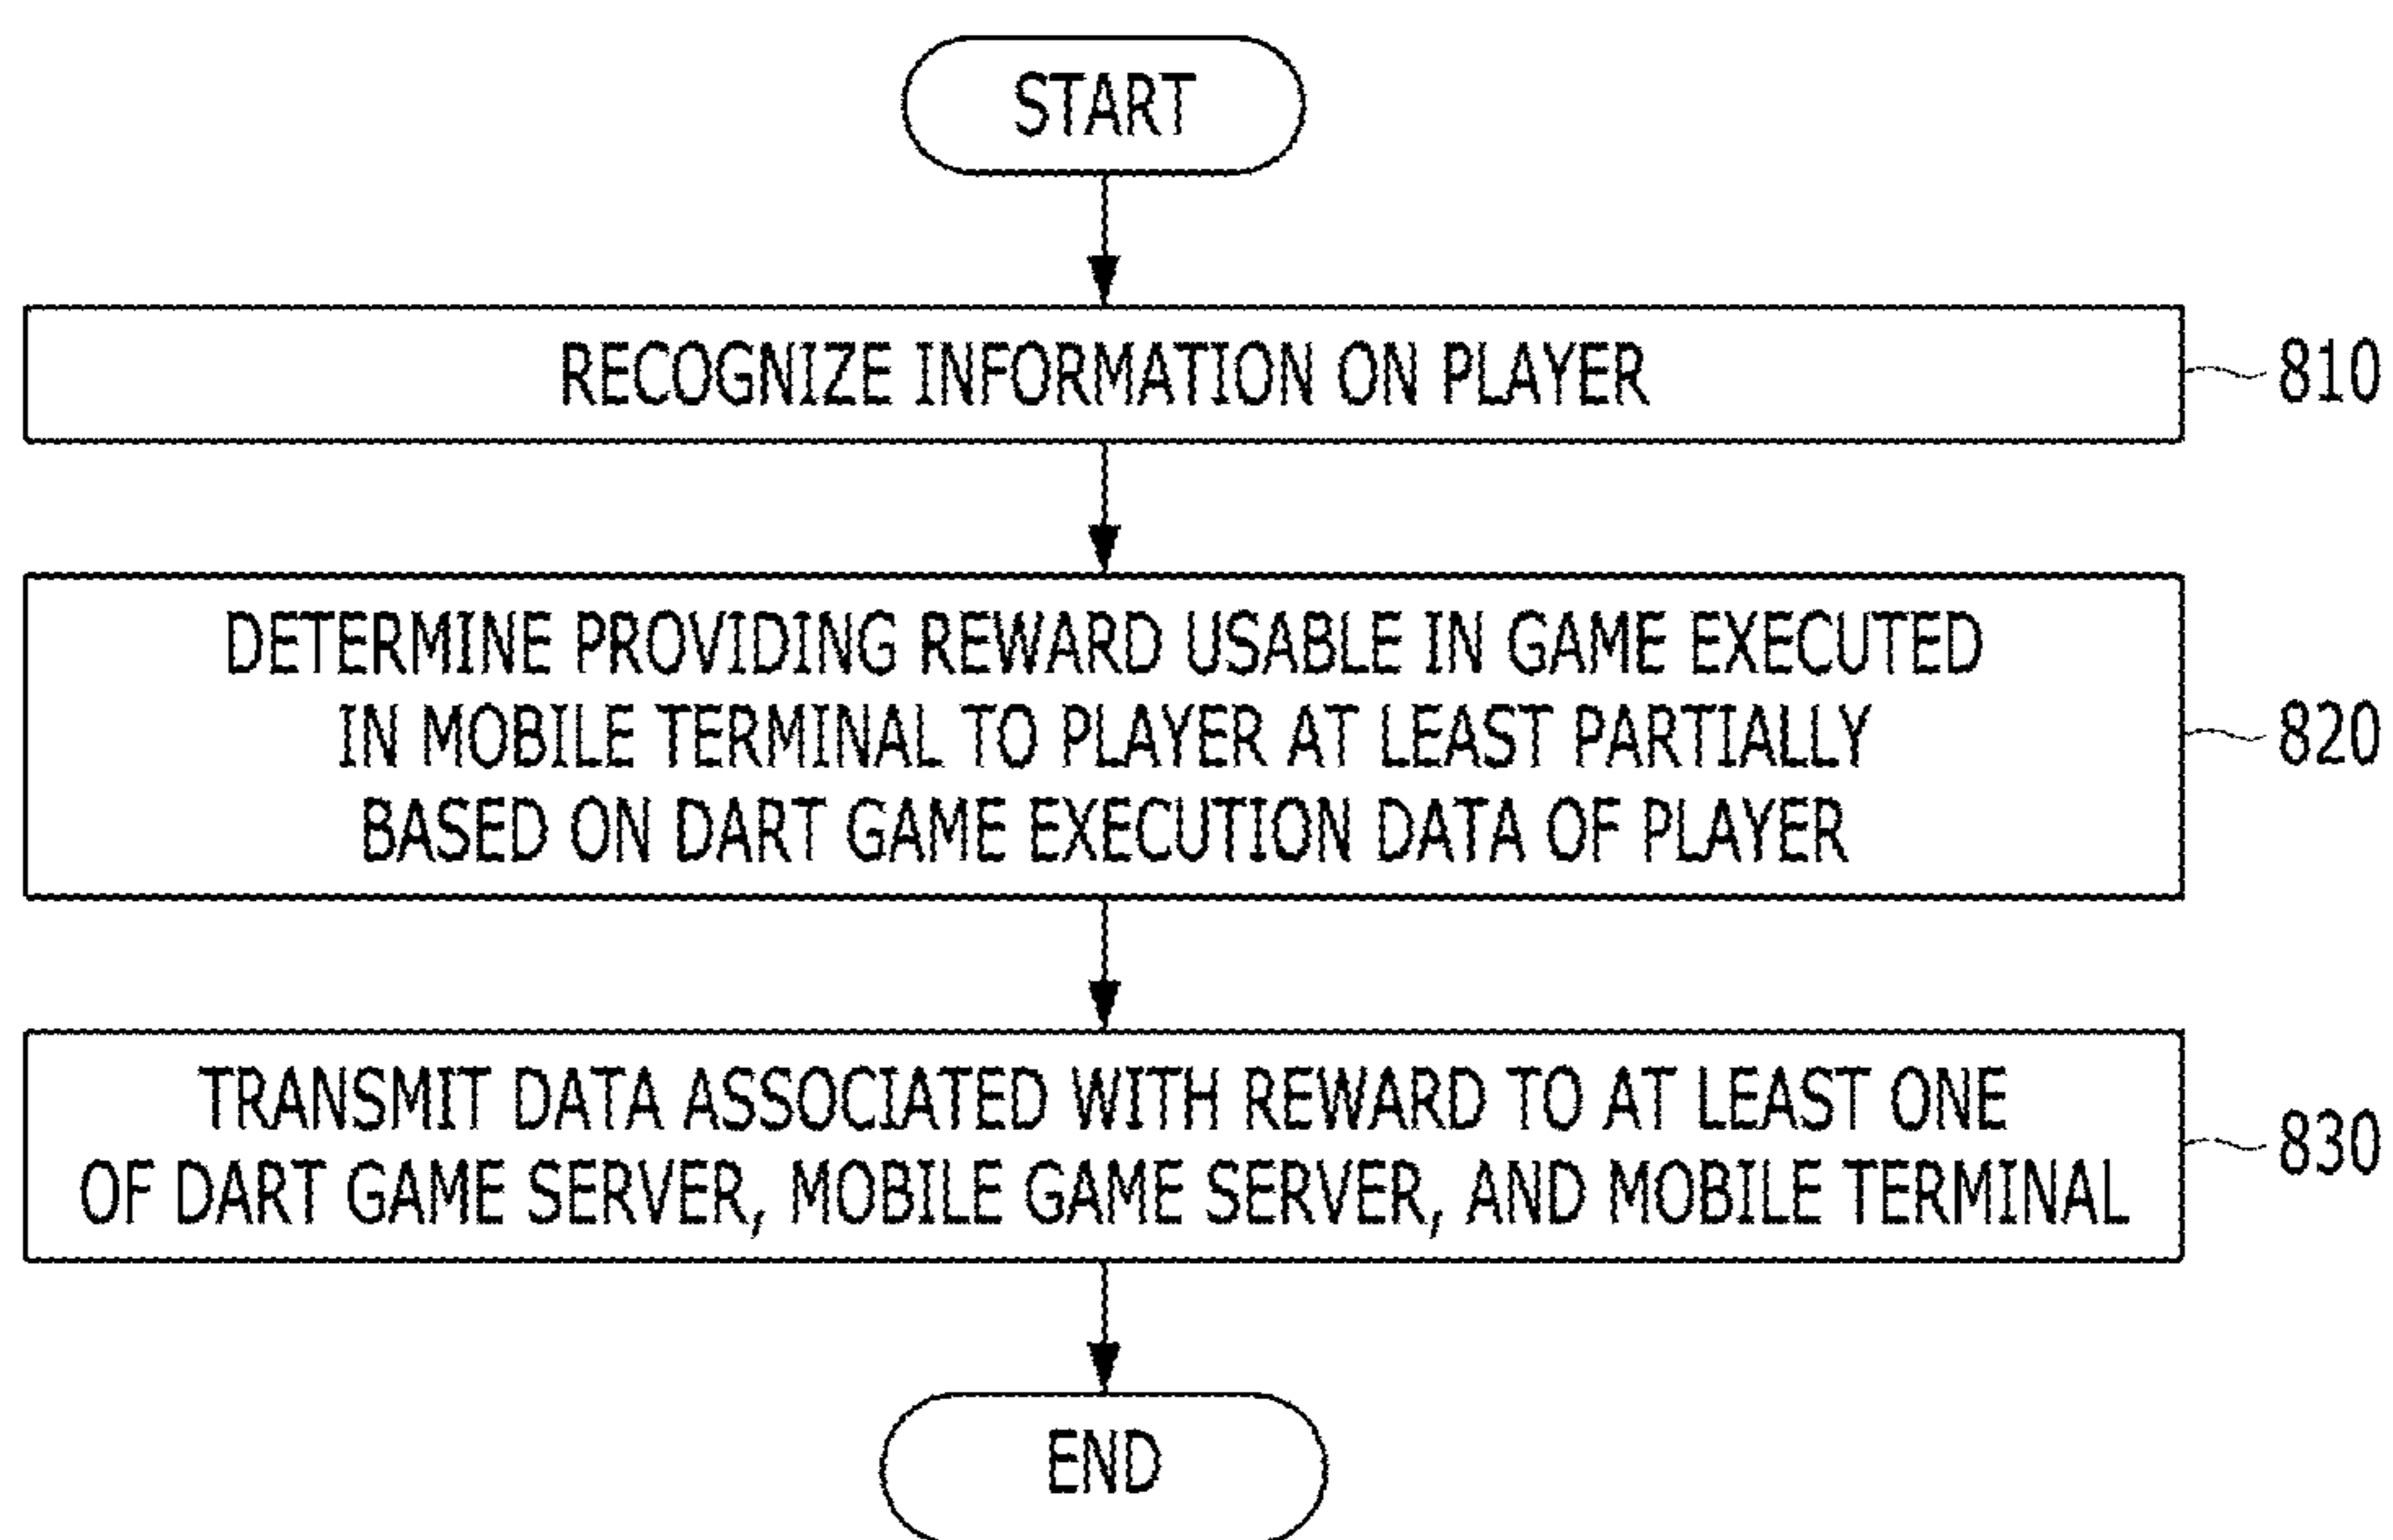 START
RECOGNIZE INFORMATION ON PLAYER
810
DETERMINE PROVIDING REWARD USABLE IN GAME EXECUTED
IN MOBILE TERMINAL TO PLAYER AT LEAST PARTIALLY
BASED ON DART GAME EXECUTION DATA OF PLAYER
820
TRANSMIT DATA ASSOCIATED WITH REWARD TO AT LEAST ONE
OF DART GAME SERVER, MOBILE GAME SERVER, AND MOBILE TERMINAL
830
END